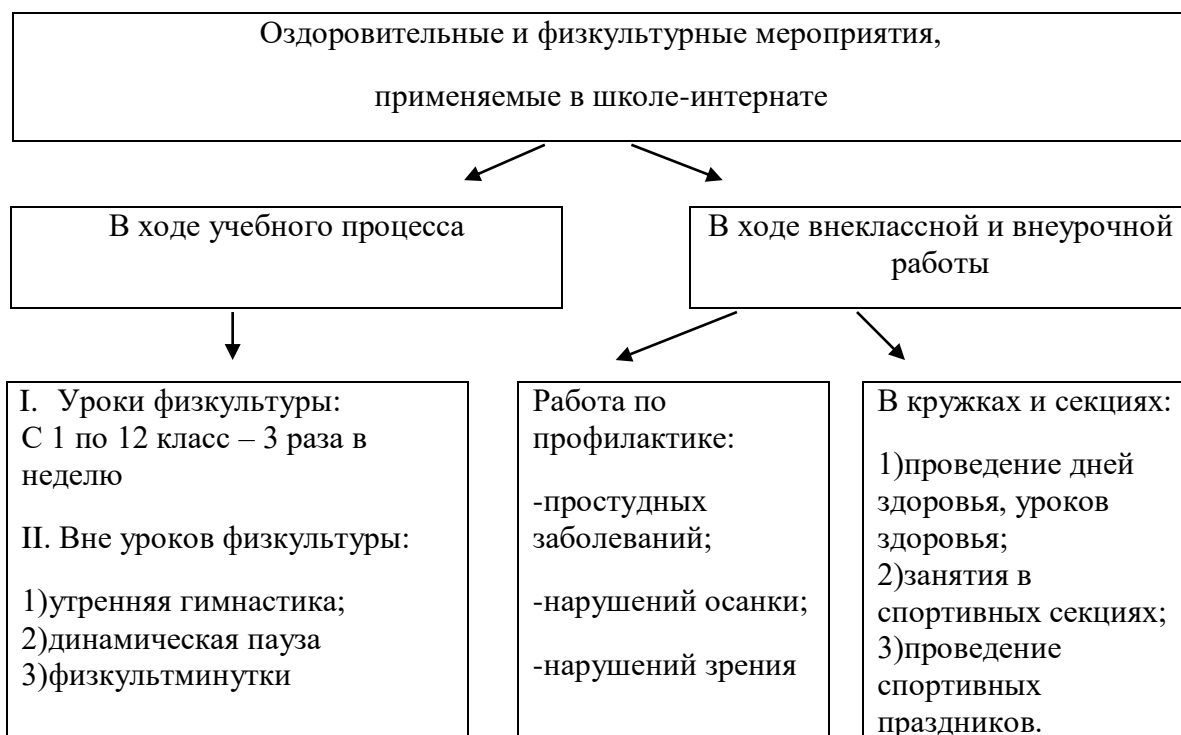 Оздоровительные и физкультурные мероприятия,
применяемые в школе-интернате
В ходе учебного процесса
В ходе внеклассной и внеурочной
работы
I. Уроки физкультуры:
С 1 по 12 класс – 3 раза в
неделю
II. Вне уроков физкультуры:
1)утренняя гимнастика;
2)динамическая пауза
3)физкультминутки
Работа по
профилактике:
-простудных
заболеваний;
-нарушений осанки;
-нарушений зрения
В кружках и секциях:
1)проведение дней
здоровья, уроков
здоровья;
2)занятия в
спортивных секциях;
3)проведение
спортивных
праздников.